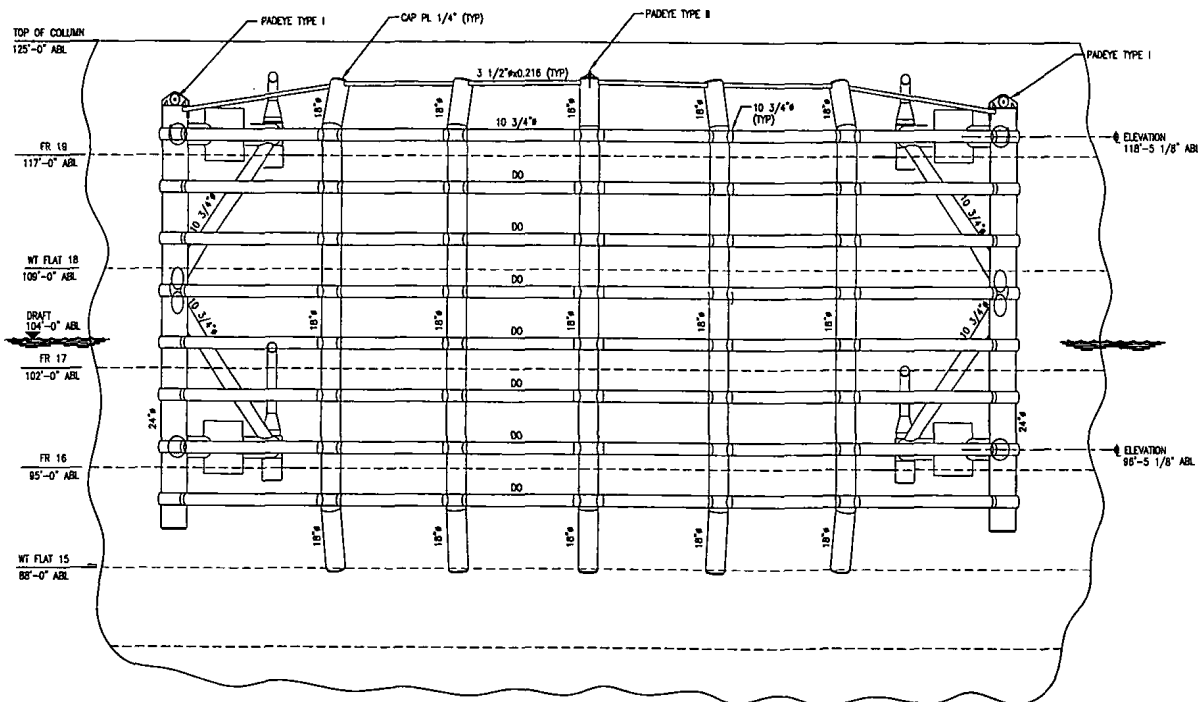 PADEYE TYPE I
CAP PL 1/4" (TYP)
PADEYE TYPE II
TOP OF COLUMN
125'-0" ABL
PADEYE TYPE I
3 1/2"øx0.216 (TYP)
18"ø
18"ø
18"ø
18"ø
18"ø
10 3/4"ø
10 3/4"ø
(TYP)
ELEVATION
118'-5 1/8" ABL
FR 19
117'-0" ABL
DO
10 3/4"ø
10 3/4"ø
DO
WT FLAT 18
109'-0" ABL
DO
10 3/4"ø
10 3/4"ø
DRAFT
104'-0" ABL
18"ø
18"ø
18"ø
18"ø
18"ø
DO
FR 17
102'-0" ABL
DO
24"ø
24"ø
DO
ELEVATION
96'-5 1/8" ABL
FR 16
95'-0" ABL
DO
18"ø
18"ø
18"ø
18"ø
18"ø
WT FLAT 15
88'-0" ABL